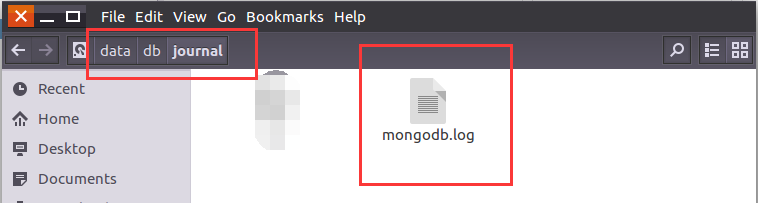 File Edit View Go Bookmarks Help
data db journal
Recent
Home
Desktop
Documents
mongodb.log